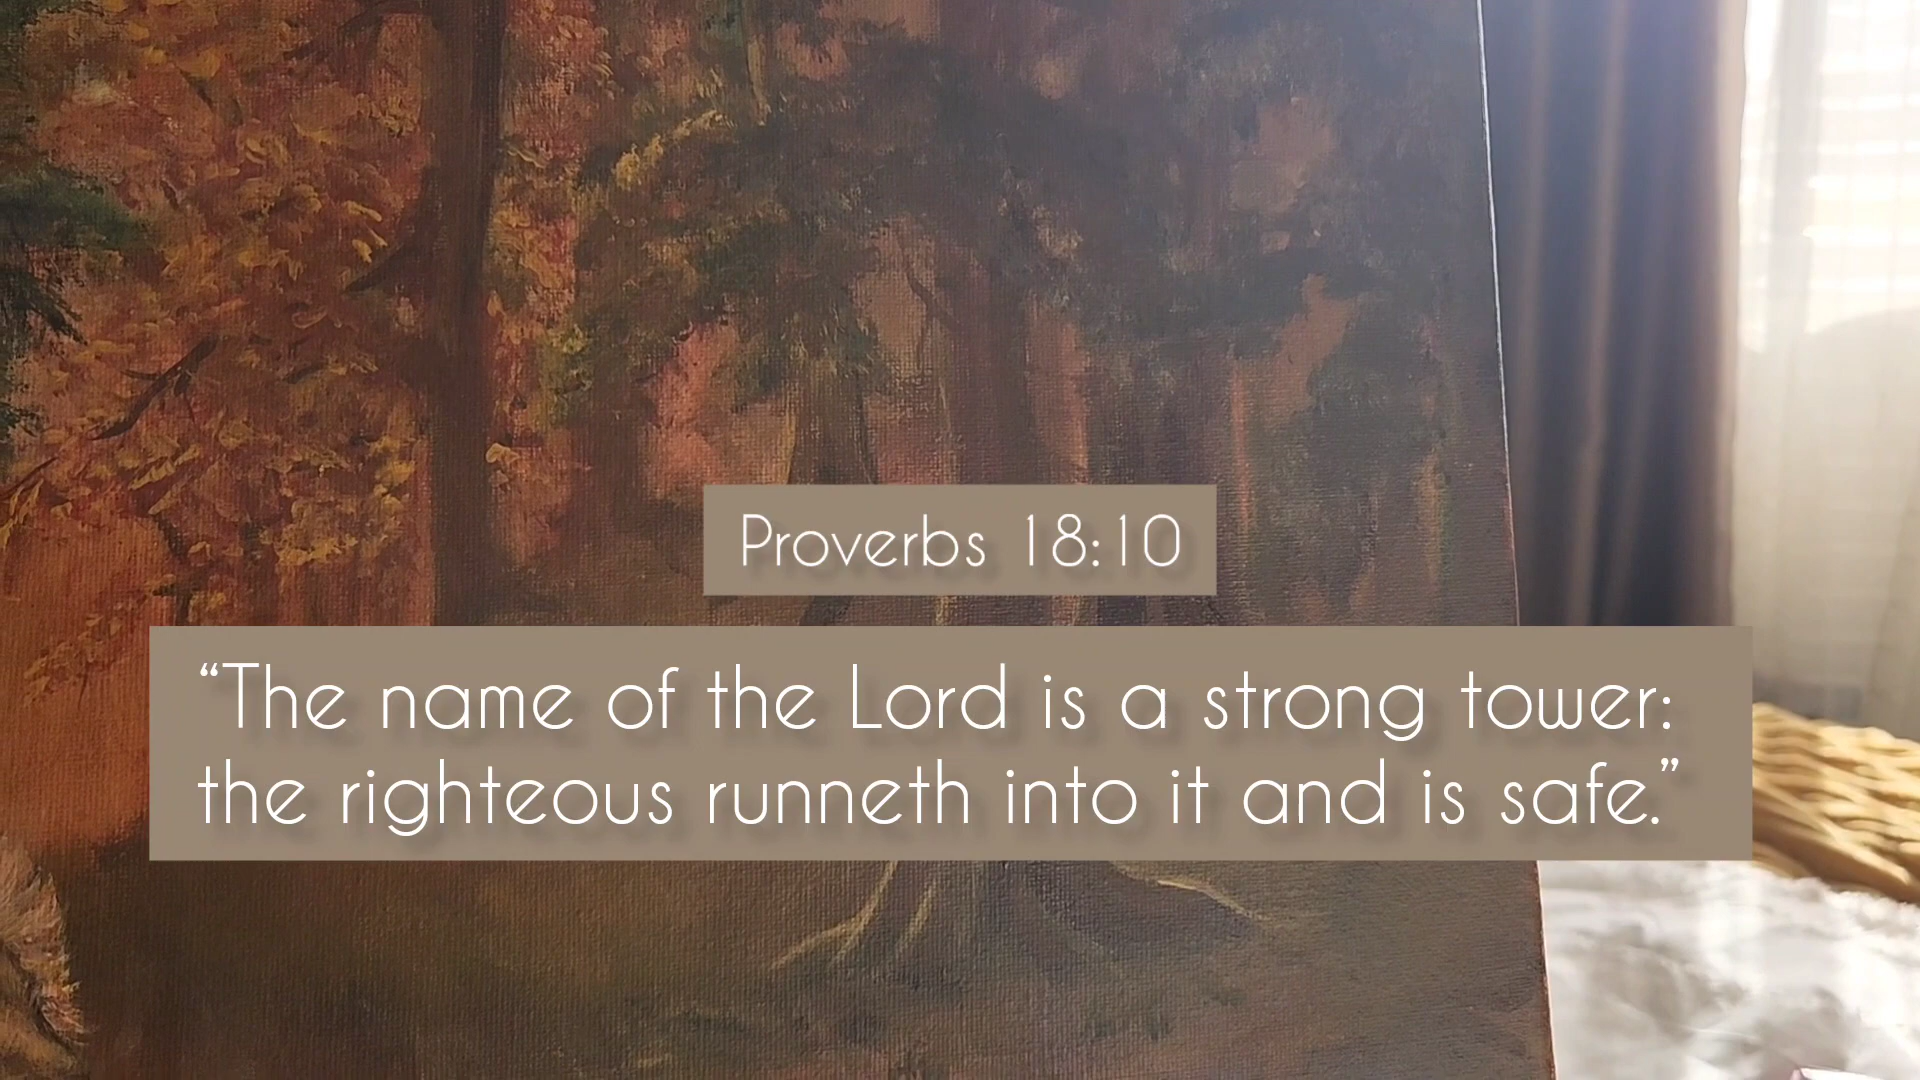 Proverbs 18:10
“The name of the Lord is a strong tower:
the righteous runneth into it and is safe.”